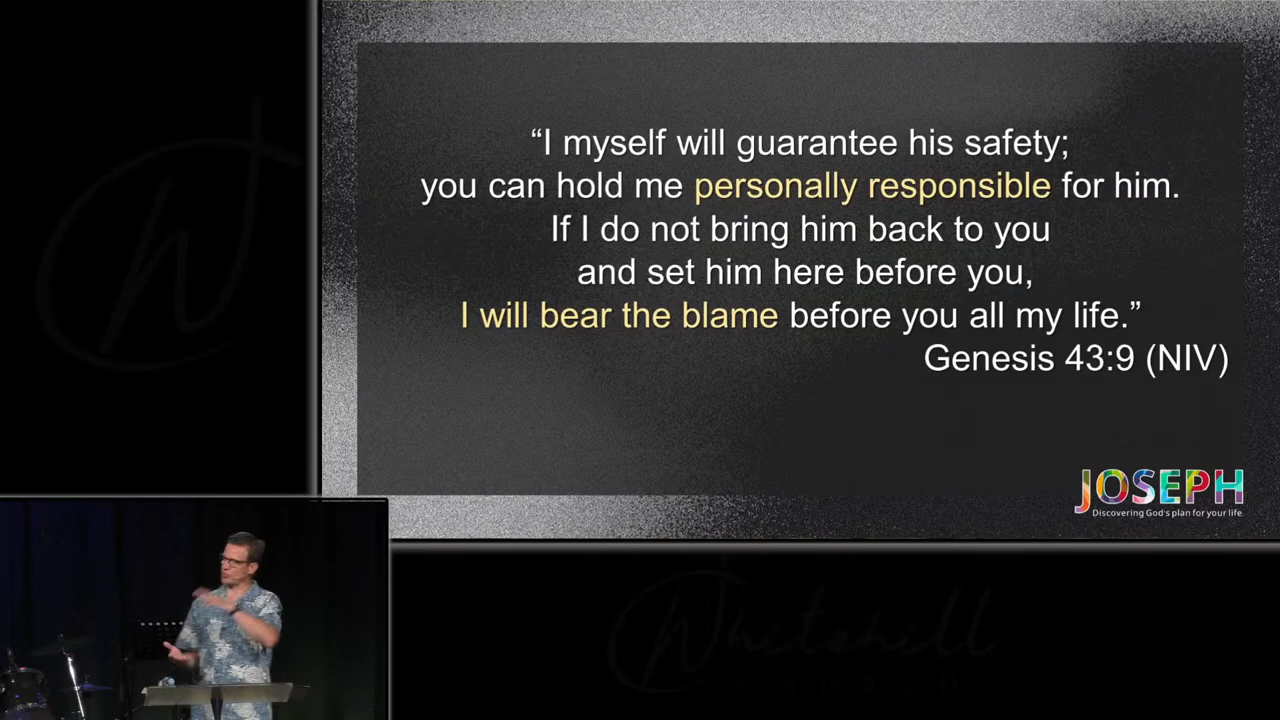 “I myself will guarantee his safety;
you can hold me personally responsible for him.
If I do not bring him back to you
and set him here before you,
I will bear the blame before you all my life.”
Genesis 43:9 (NIV)
JOSEPH
Discovering God's plan for your life.
Whitehill
CHURCH